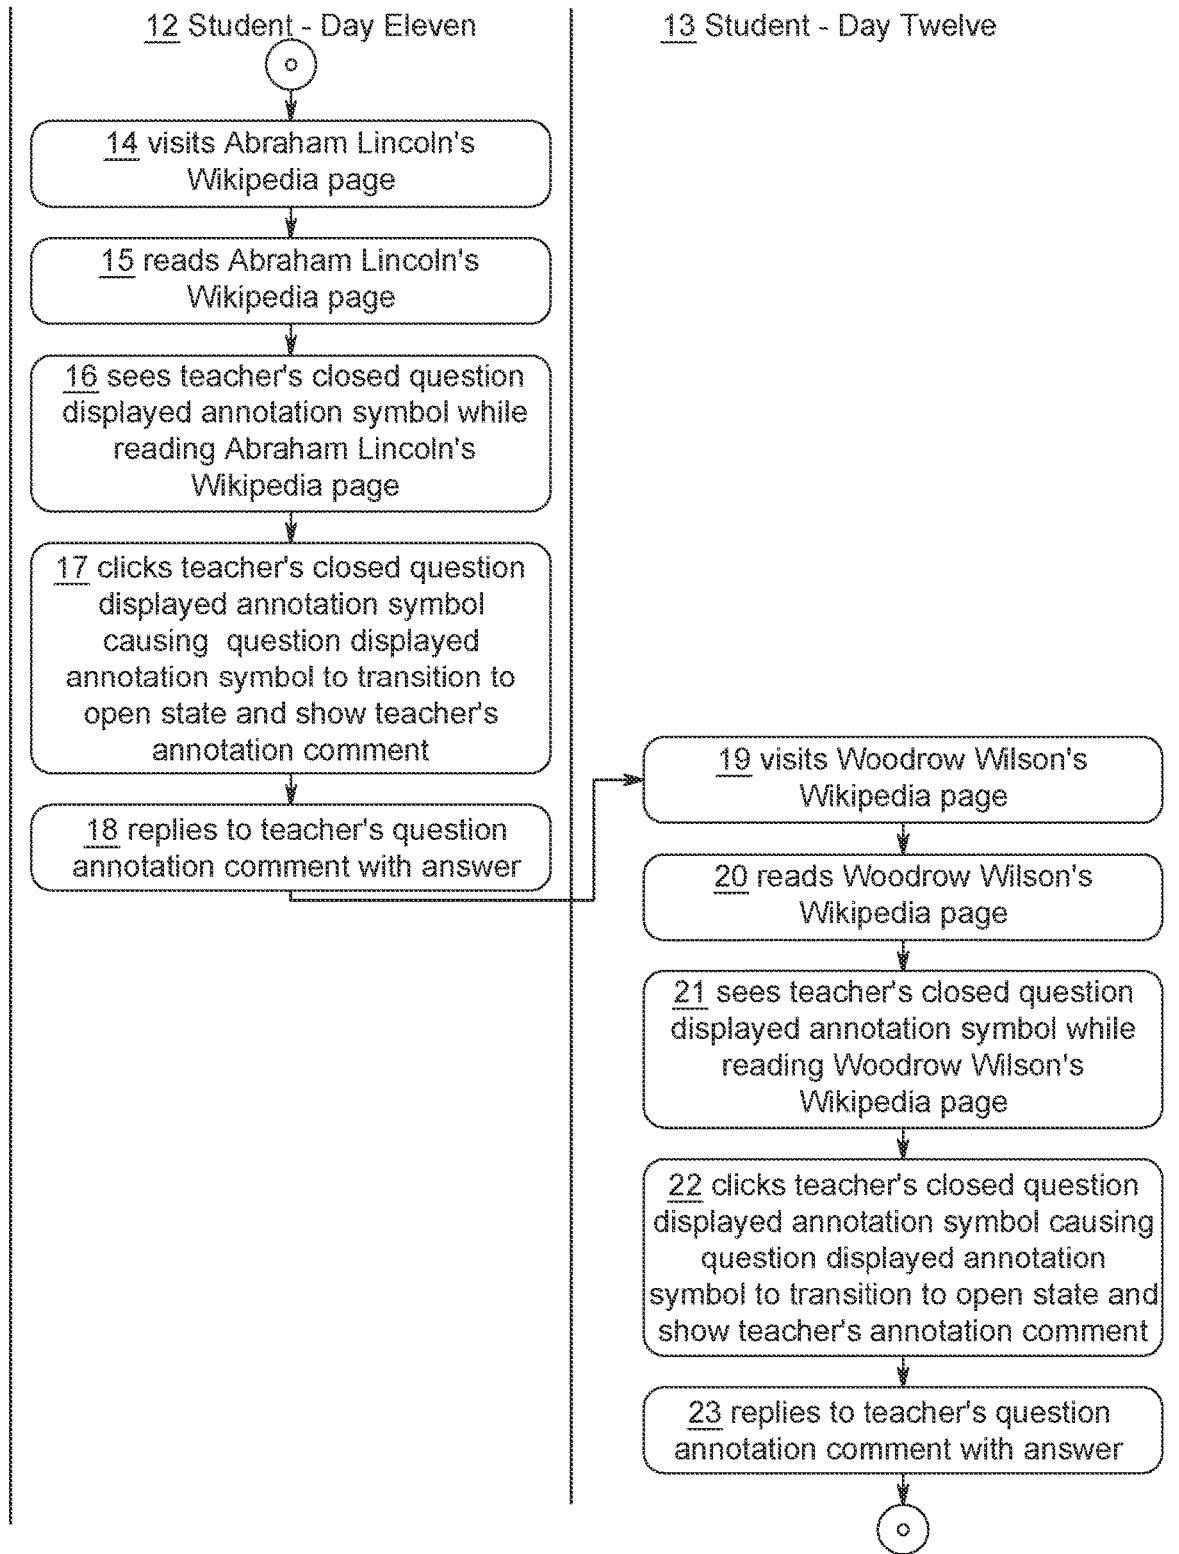 12 Student - Day Eleven
14 visits Abraham Lincoln's
Wikipedia page
15 reads Abraham Lincoln's
Wikipedia page
16 sees teacher's closed question
displayed annotation symbol while
reading Abraham Lincoln's
Wikipedia page
17 clicks teacher's closed question
displayed annotation symbol
causing question displayed
annotation symbol to transition to
open state and show teacher's
annotation comment
18 replies to teacher's question
annotation comment with answer
13 Student - Day Twelve
19 visits Woodrow Wilson's
Wikipedia page
20 reads Woodrow Wilson's
Wikipedia page
21 sees teacher's closed question
displayed annotation symbol while
reading Woodrow Wilson's
Wikipedia page
22 clicks teacher's closed question
displayed annotation symbol causing
question displayed annotation
symbol to transition to open state and
show teacher's annotation comment
23 replies to teacher's question
annotation comment with answer